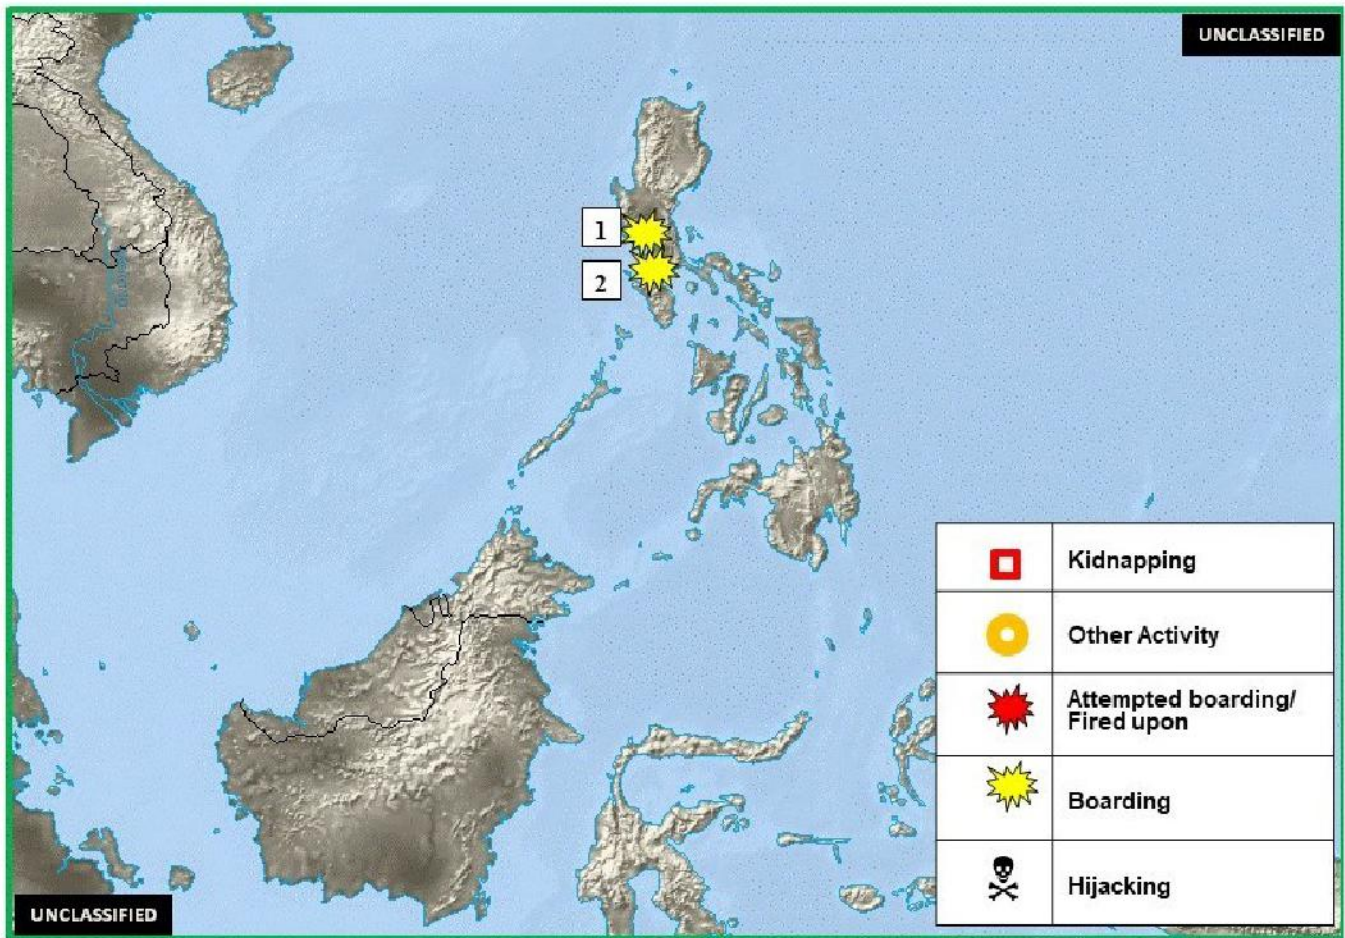 UNCLASSIFIED
1
2
Kidnapping
Other Activity
Attempted boarding/
Fired upon
Boarding
Hijacking
UNCLASSIFIED